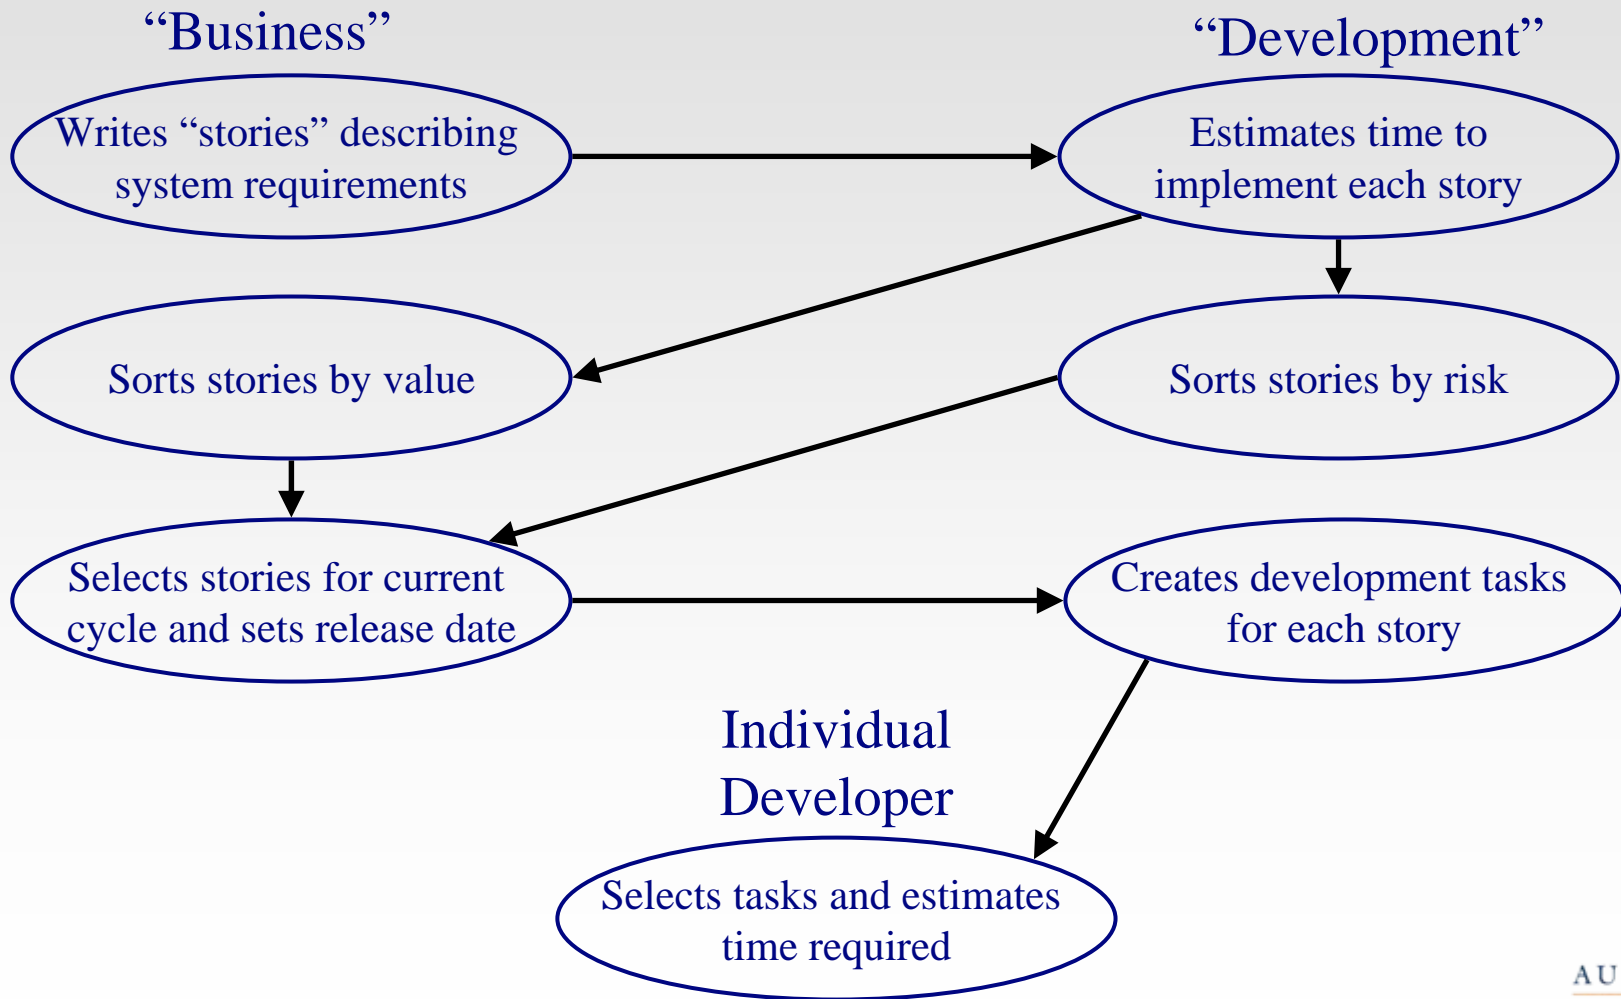 “Business”
“Development”
Writes “stories” describing
system requirements
Estimates time to
implement each story
Sorts stories by value
Sorts stories by risk
Selects stories for current
cycle and sets release date
Creates development tasks
for each story
Individual
Developer
Selects tasks and estimates
time required
AU